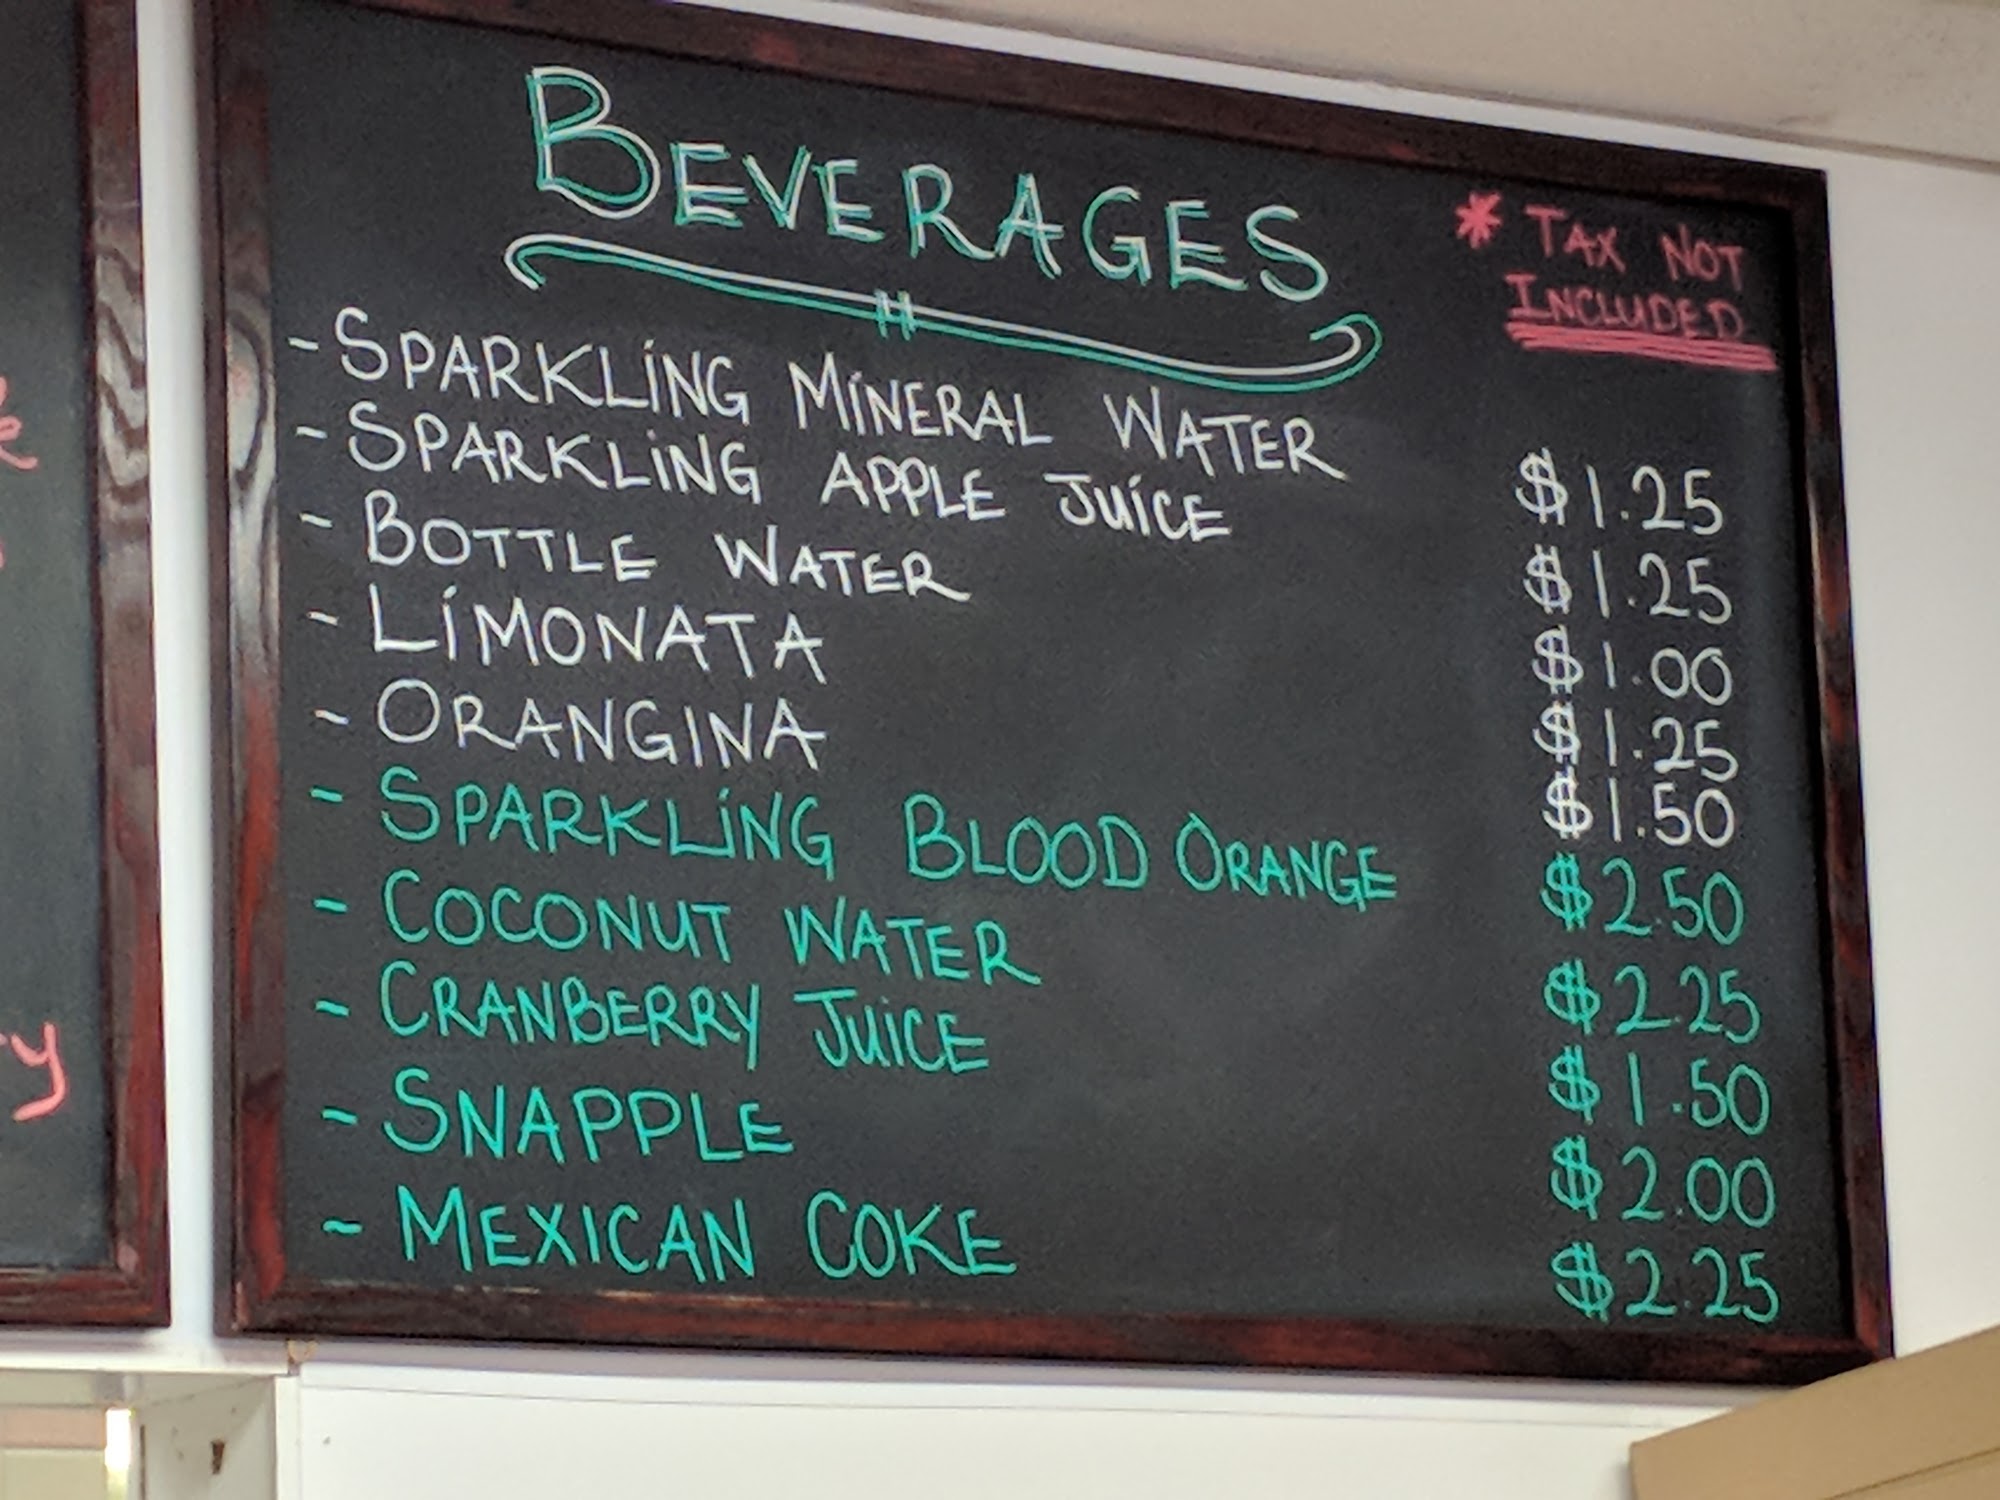 BEVERAGES
* TAX NOT
INCLUDED
- SPARKLING MINERAL WATER $1.25
- SPARKLING APPLE JUICE $1.25
- BOTTLE WATER $1.00
- LIMONATA $1.25
- ORANGINA $1.50
- SPARKLING BLOOD ORANGE $2.50
- COCONUT WATER $2.25
- CRANBERRY JUICE $1.50
- SNAPPLE $2.00
- MEXICAN COKE $2.25